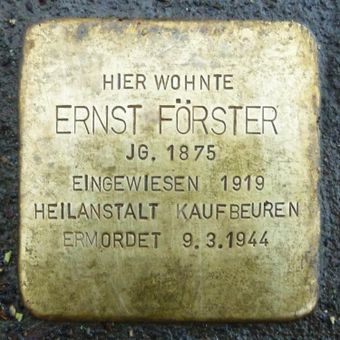 HIER WOHNTE
ERNST FÖRSTER
JG. 1875
EINGEWIESEN 1919
HEILANSTALT KAUFBEUREN
ERMORDET 9.3.1944